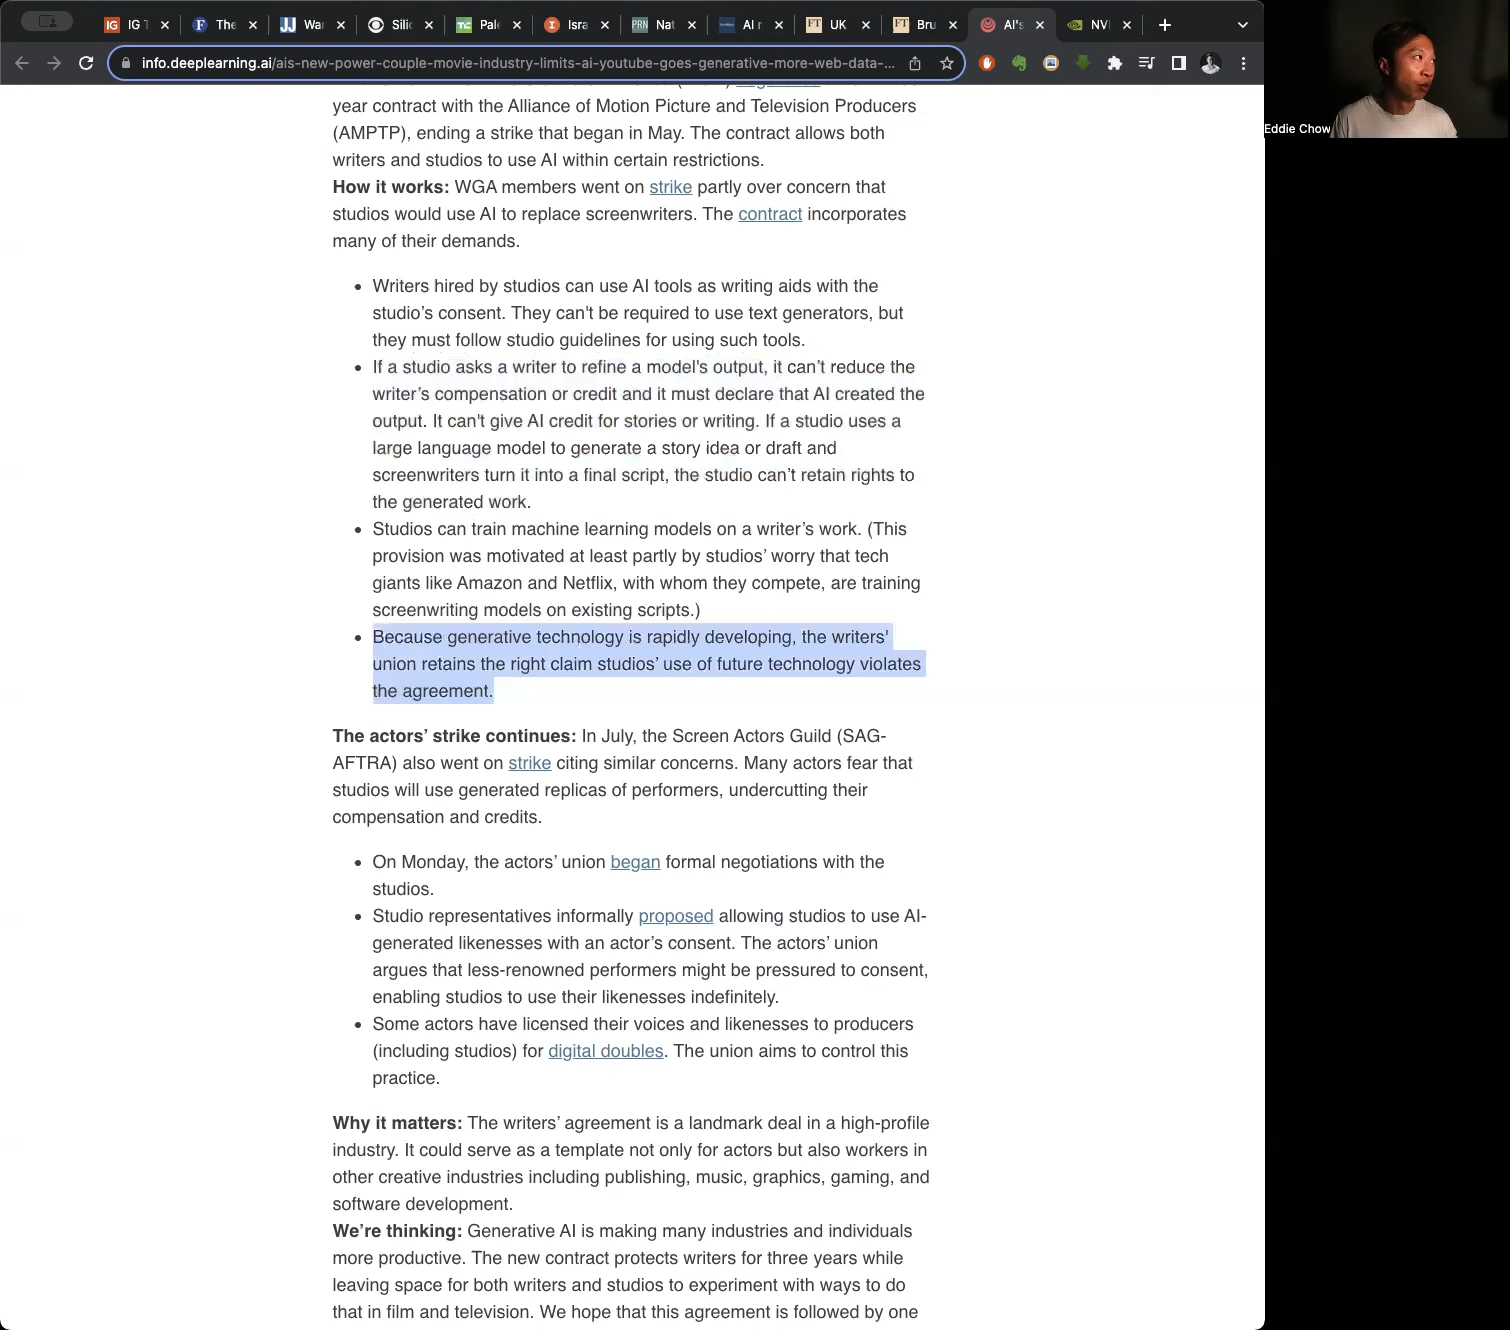 IG T
The
War
Silic
Pale
Isra
PRN Nat
AI r
FT UK
FT Bru
AI's
NVI
info.deeplearning.ai/ais-new-power-couple-movie-industry-limits-ai-youtube-goes-generative-more-web-data-...
Eddie Chow
year contract with the Alliance of Motion Picture and Television Producers
(AMPTP), ending a strike that began in May. The contract allows both
writers and studios to use AI within certain restrictions.
How it works: WGA members went on strike partly over concern that
studios would use AI to replace screenwriters. The contract incorporates
many of their demands.
• Writers hired by studios can use AI tools as writing aids with the
studio’s consent. They can't be required to use text generators, but
they must follow studio guidelines for using such tools.
• If a studio asks a writer to refine a model's output, it can’t reduce the
writer’s compensation or credit and it must declare that AI created the
output. It can't give AI credit for stories or writing. If a studio uses a
large language model to generate a story idea or draft and
screenwriters turn it into a final script, the studio can’t retain rights to
the generated work.
• Studios can train machine learning models on a writer’s work. (This
provision was motivated at least partly by studios’ worry that tech
giants like Amazon and Netflix, with whom they compete, are training
screenwriting models on existing scripts.)
• Because generative technology is rapidly developing, the writers'
union retains the right claim studios’ use of future technology violates
the agreement.
The actors’ strike continues: In July, the Screen Actors Guild (SAG-
AFTRA) also went on strike citing similar concerns. Many actors fear that
studios will use generated replicas of performers, undercutting their
compensation and credits.
• On Monday, the actors’ union began formal negotiations with the
studios.
• Studio representatives informally proposed allowing studios to use AI-
generated likenesses with an actor’s consent. The actors’ union
argues that less-renowned performers might be pressured to consent,
enabling studios to use their likenesses indefinitely.
• Some actors have licensed their voices and likenesses to producers
(including studios) for digital doubles. The union aims to control this
practice.
Why it matters: The writers’ agreement is a landmark deal in a high-profile
industry. It could serve as a template not only for actors but also workers in
other creative industries including publishing, music, graphics, gaming, and
software development.
We’re thinking: Generative AI is making many industries and individuals
more productive. The new contract protects writers for three years while
leaving space for both writers and studios to experiment with ways to do
that in film and television. We hope that this agreement is followed by one